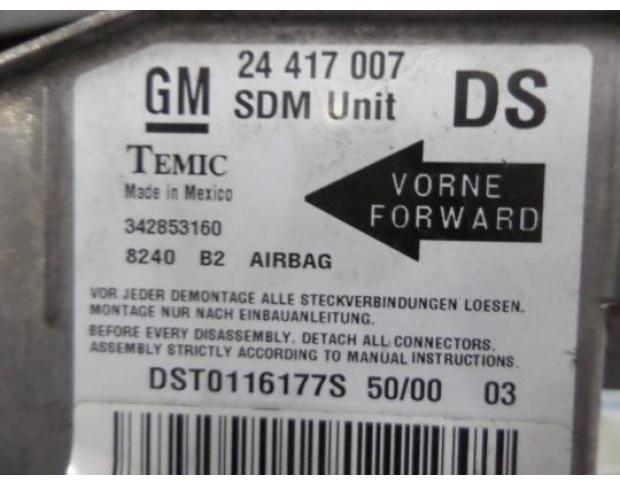 GM 24 417 007 DS
SDM Unit
TEMIC
Made in Mexico
VORNE
FORWARD
342853160
8240 B2 AIRBAG
VOR JEDER DEMONTAGE ALLE STECKVERBINDUNGEN LOESEN.
MONTAGE NUR NACH EINBAUANLEITUNG.
BEFORE EVERY DISASSEMBLY. DETACH ALL CONNECTORS.
ASSEMBLY STRICTLY ACCORDING TO MANUAL INSTRUCTIONS.
DST0116177S 50/00 03